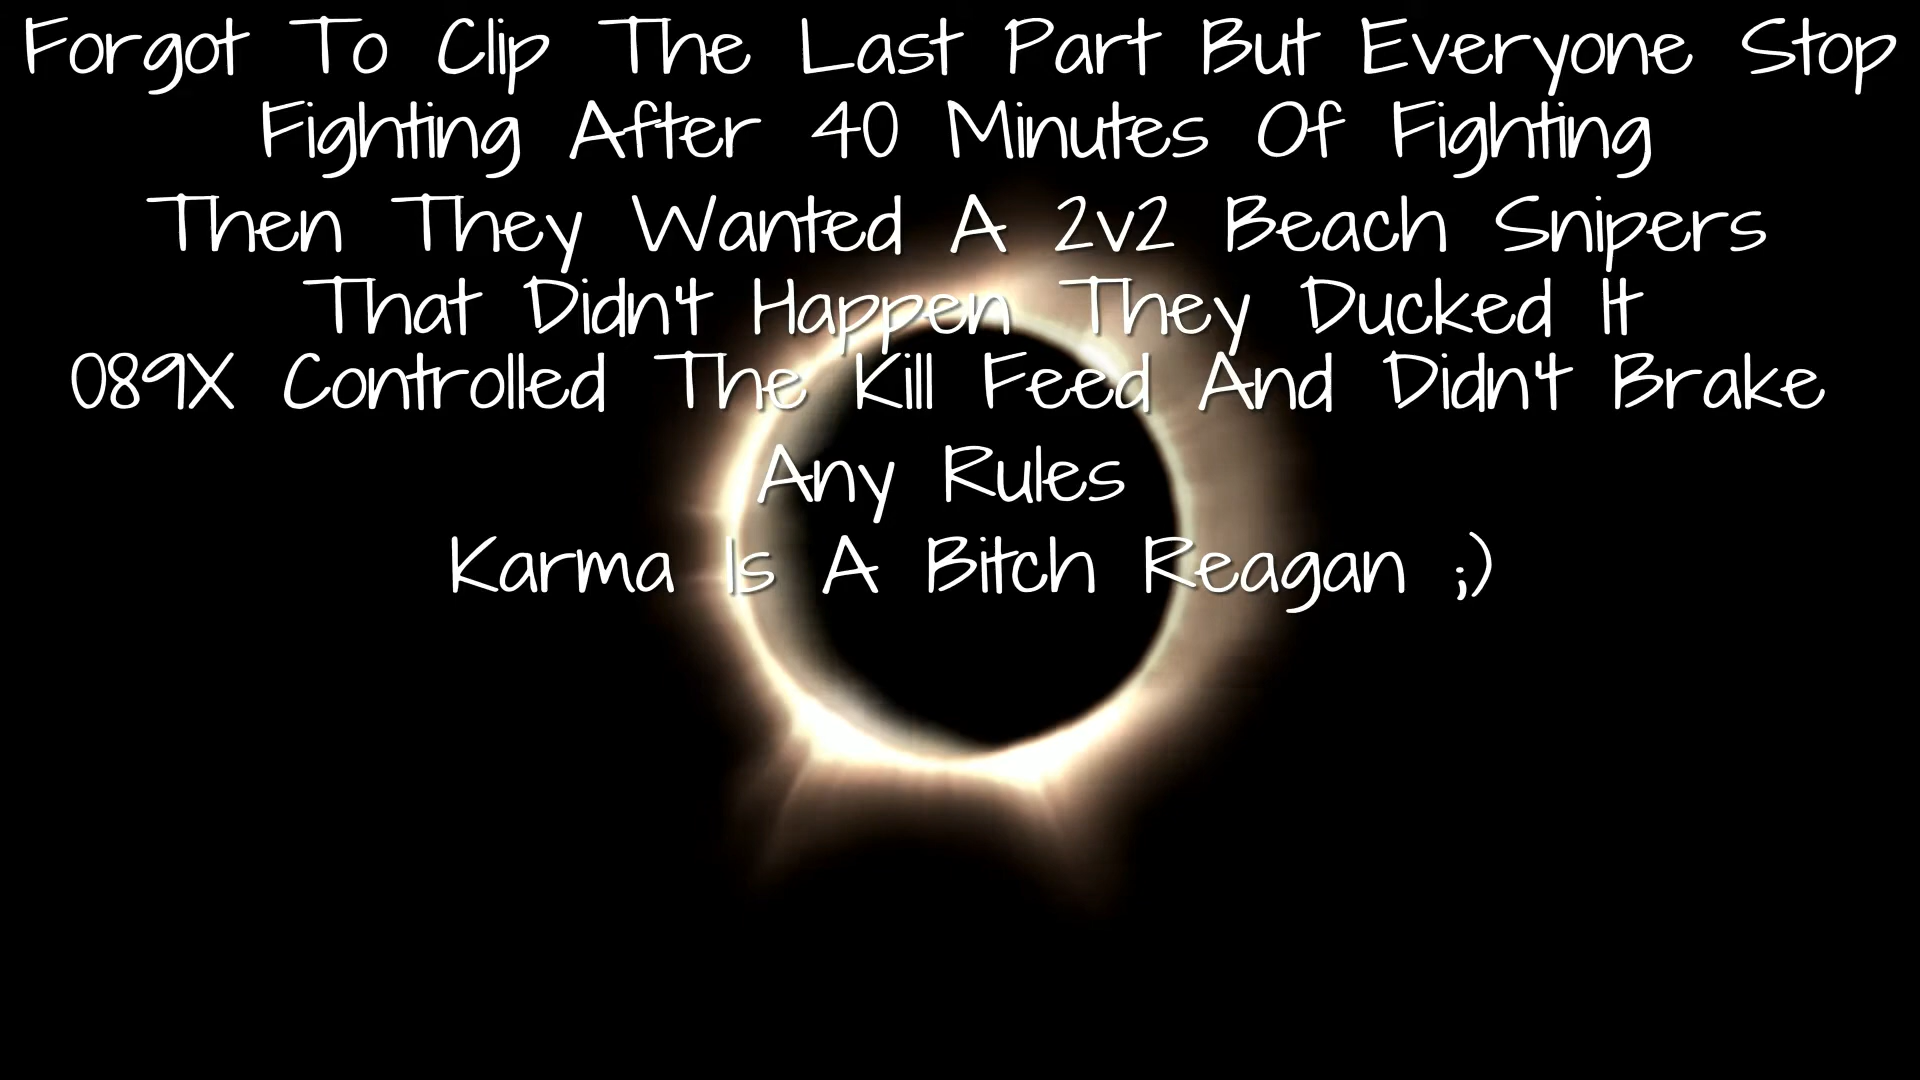 Forgot To Clip The Last Part But Everyone Stop
Fighting After 40 Minutes Of Fighting
Then They Wanted A 2v2 Beach Snipers
That Didn't Happen They Ducked It
089X Controlled The Kill Feed And Didn't Brake
Any Rules
Karma Is A Bitch Reagan ;)